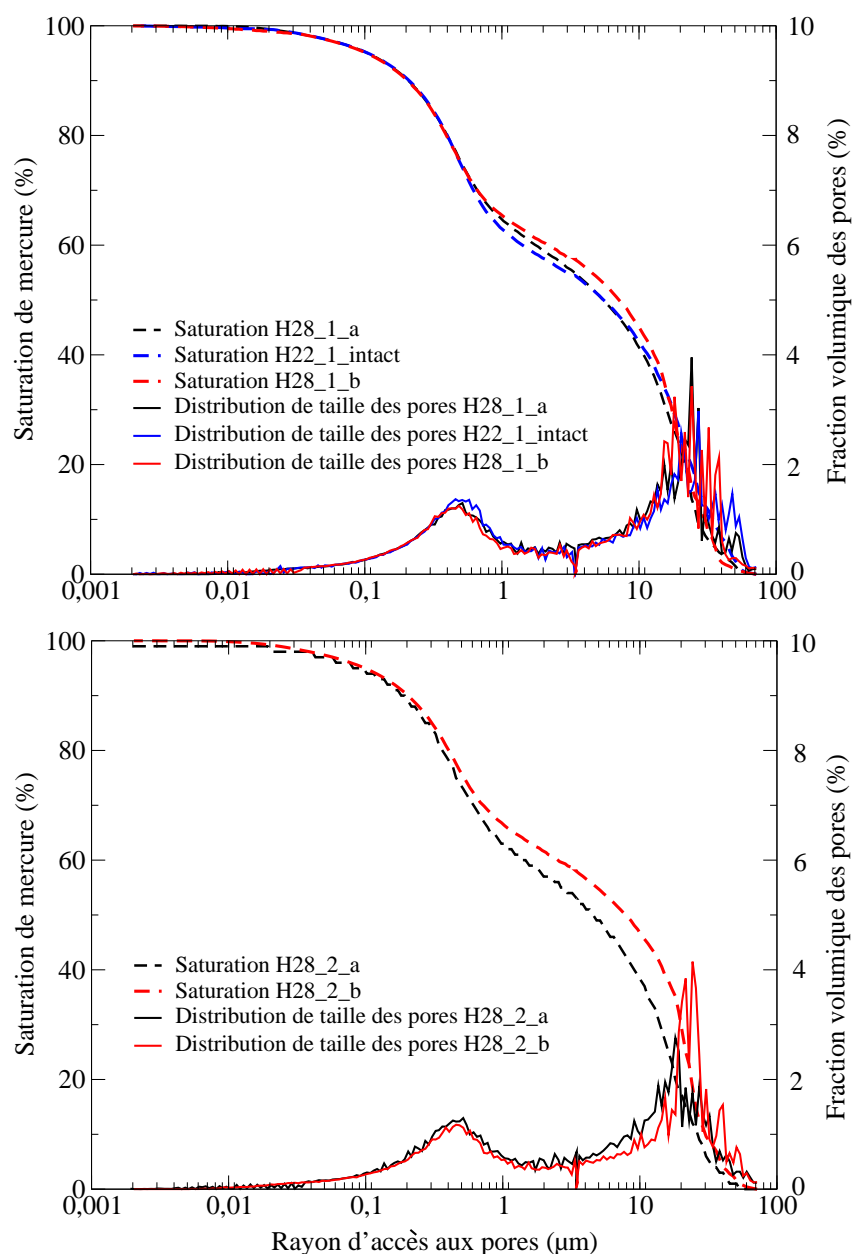 100
80
60
40
20
0
Saturation de mercure (%)
10
8
6
4
2
0
Fraction volumique des pores (%)
Saturation H28_1_a
Saturation H22_1_intact
Saturation H28_1_b
Distribution de taille des pores H28_1_a
Distribution de taille des pores H22_1_intact
Distribution de taille des pores H28_1_b
0,001
0,01
0,1
1
10
100
100
80
60
40
20
0
Saturation de mercure (%)
10
8
6
4
2
0
Fraction volumique des pores (%)
Saturation H28_2_a
Saturation H28_2_b
Distribution de taille des pores H28_2_a
Distribution de taille des pores H28_2_b
0,001
0,01
0,1
1
10
100
Rayon d'accès aux pores (µm)